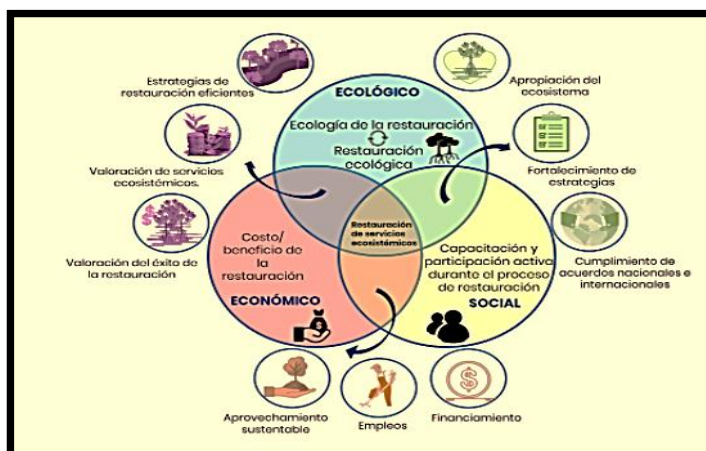 Estrategias de
restauración eficientes
Apropiación del
ecosistema
ECOLÓGICO
Ecología de la restauración
Restauración
ecológica
Valoración de servicios
ecosistémicos.
Fortalecimiento de
estrategias
Restauración
de servicios
ecosistémicos
Costo/
beneficio de
la
restauración
ECONÓMICO
Capacitación y
participación activa
durante el proceso
de restauración
SOCIAL
Valoración del éxito de
la restauración
Cumplimiento de
acuerdos nacionales e
internacionales
Aprovechamiento
sustentable
Empleos
Financiamiento